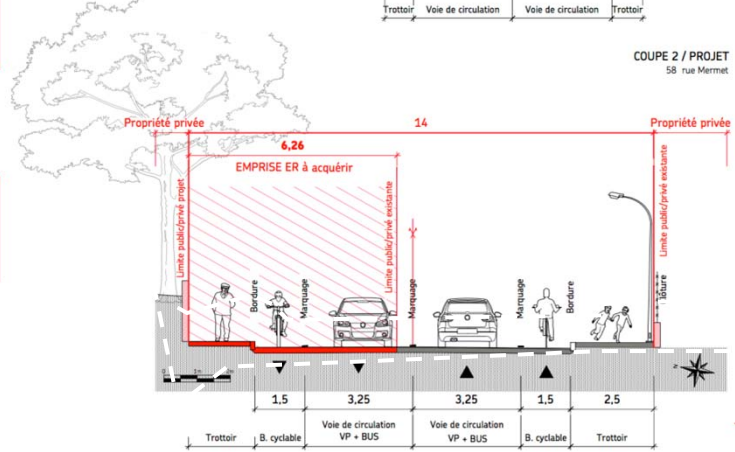 Trottoir Voie de circulation Voie de circulation Trottoir
COUPE 2 / PROJET
58 rue Mermet
Propriété privée 14 Propriété privée
6,26
EMPRISE ER à acquérir
Limite public/privé projet
Limite public/privé existante
Limite public/privé existante
Bordure
Marquage
Marquage
Marquage
Bordure
0 1m 2m
N
1,5 3,25 3,25 1,5 2,5
Trottoir B. cyclable Voie de circulation VP + BUS Voie de circulation VP + BUS B. cyclable Trottoir